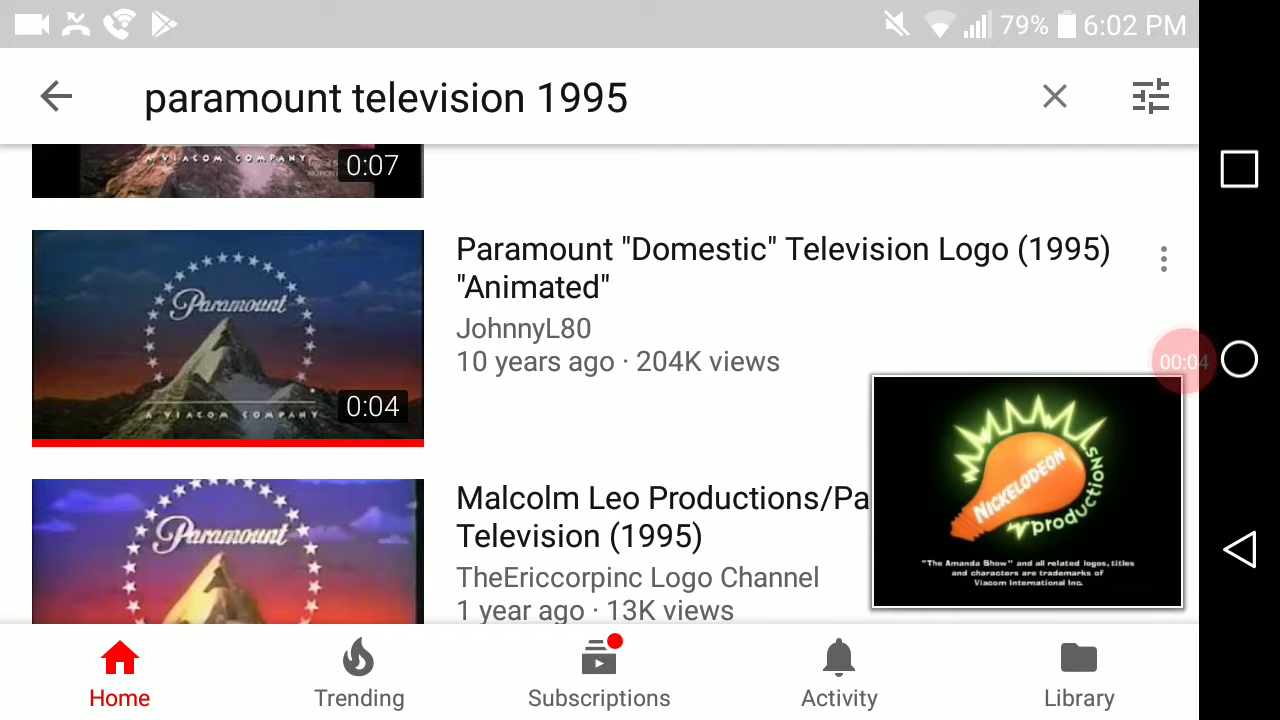 79% 6:02 PM
paramount television 1995
A VIACOM COMPANY
0:07
Paramount "Domestic" Television Logo (1995)
"Animated"
JohnnyL80
10 years ago · 204K views
Paramount
A VIACOM COMPANY
0:04
00:04
Malcolm Leo Productions/Pa
Television (1995)
TheEriccorpinc Logo Channel
1 year ago · 13K views
Paramount
NICKELODEON
productions
"The Amanda Show" and all related logos, titles
and characters are trademarks of
Viacom International Inc.
Home Trending Subscriptions Activity Library